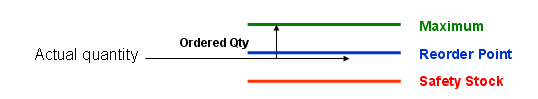 Maximum
Ordered Qty
Actual quantity
Reorder Point
Safety Stock